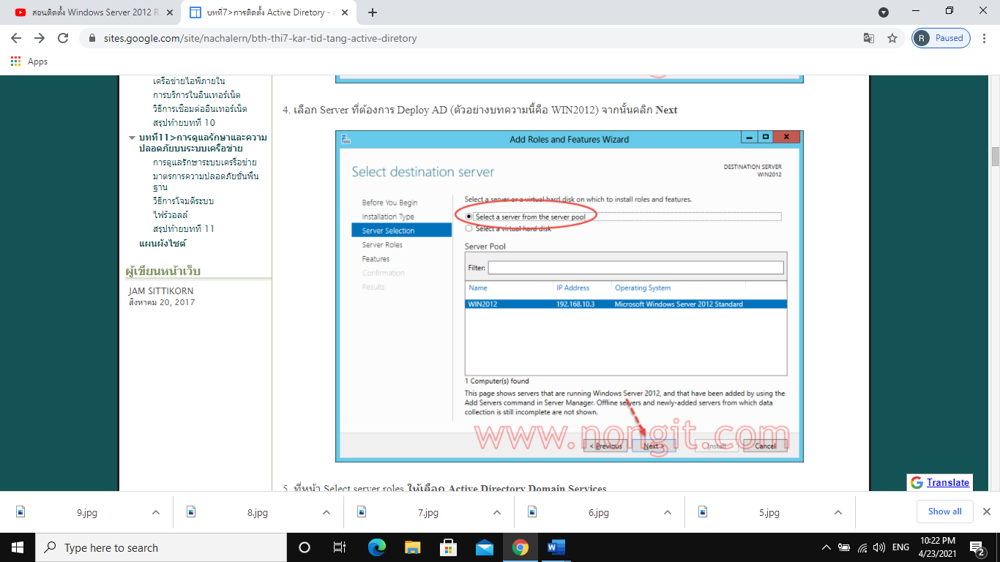 สอนติดตั้ง Windows Server 2012 R
บทที่7>การติดตั้ง Active Diretory -
sites.google.com/site/nachalern/bth-thi7-kar-tid-tang-active-diretory
R Paused
Apps
เครือข่ายไอพีภายใน
การบริการในอินเทอร์เน็ต
วิธีการเชื่อมต่ออินเทอร์เน็ต
สรุปท้ายบทที่ 10
บทที่11>การดูแลรักษาและความ
ปลอดภัยบนระบบเครือข่าย
การดูแลรักษาระบบเครรือข่าย
มาตรการความปลอดภัยขั้นพื้น
ฐาน
วิธีการโจมตีระบบ
ไฟร์วอลล์
สรุปท้ายบทที่ 11
แผนผังไซต์
ผู้เขียนหน้าเว็บ
JAM SITTIKORN
สิงหาคม 20, 2017
4. เลือก Server ที่ต้องการ Deploy AD (ตัวอย่างบทความนี้คือ WIN2012) จากนั้นคลิก Next
Add Roles and Features Wizard
Select destination server
DESTINATION SERVER
WIN2012
Before You Begin
Installation Type
Server Selection
Server Roles
Features
Confirmation
Results
Select a server or a virtual hard disk on which to install roles and features.
Select a server from the server pool
Select a virtual hard disk
Server Pool
Filter:
Name IP Address Operating System
WIN2012 192.168.10.3 Microsoft Windows Server 2012 Standard
1 Computer(s) found
This page shows servers that are running Windows Server 2012, and that have been added by using the
Add Servers command in Server Manager. Offline servers and newly-added servers from which data
collection is still incomplete are not shown.
www.nongit.com
< Previous Next > Install Cancel
5. ที่หน้า Select server roles ให้เลือก Active Directory Domain Services
Translate
9.jpg 8.jpg 7.jpg 6.jpg 5.jpg Show all
Type here to search
ENG
10:22 PM
4/23/2021
2